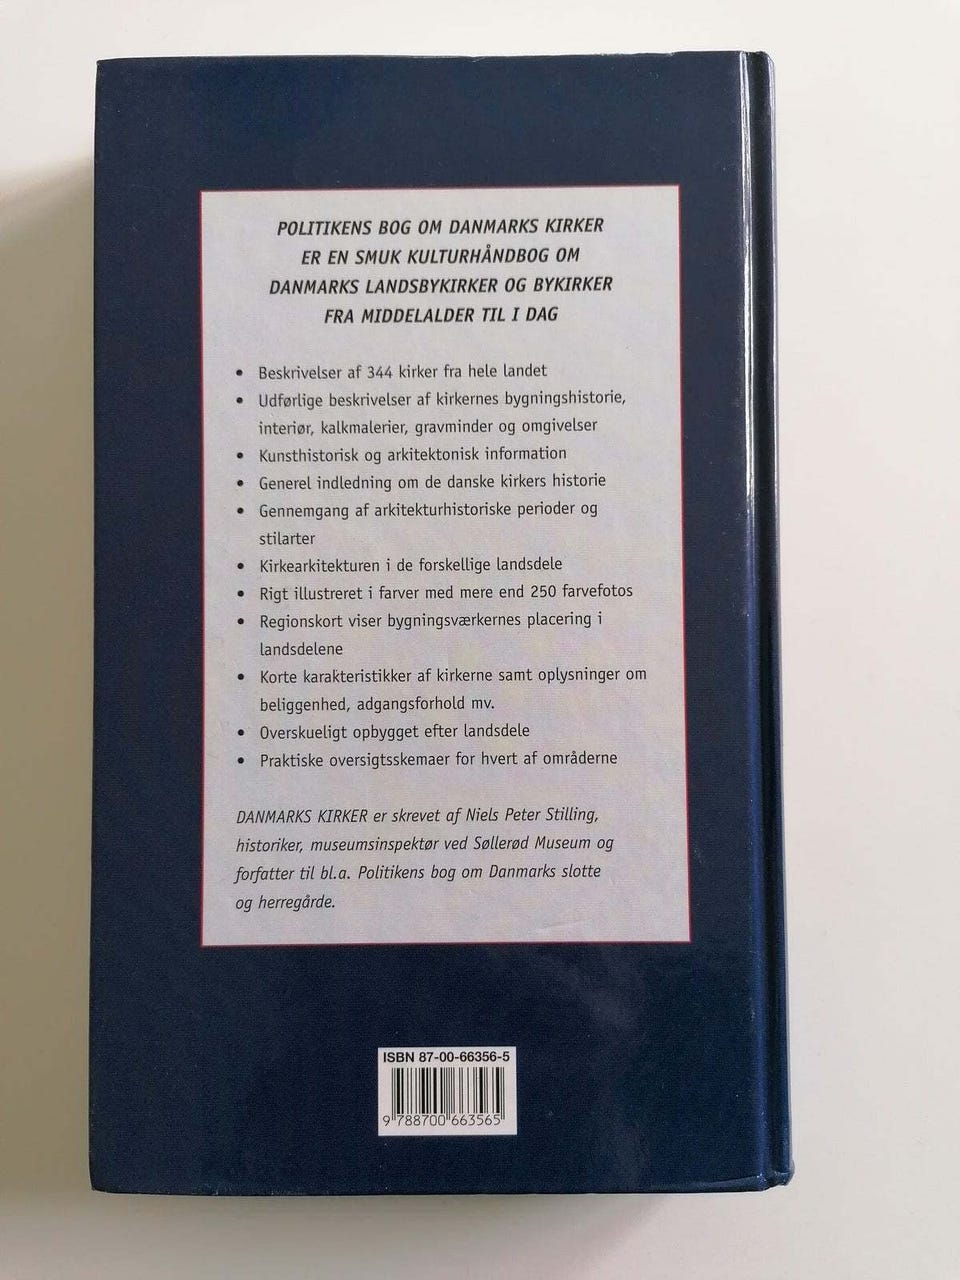 POLITIKENS BOG OM DANMARKS KIRKER
ER EN SMUK KULTURHÅNDBOG OM
DANMARKS LANDSBYKIRKER OG BYKIRKER
FRA MIDDELALDER TIL I DAG
• Beskrivelser af 344 kirker fra hele landet
• Udførlige beskrivelser af kirkernes bygningshistorie,
interiør, kalkmalerier, gravminder og omgivelser
• Kunsthistorisk og arkitektonisk information
• Generel indledning om de danske kirkers historie
• Gennemgang af arkitekturhistoriske perioder og
stilarter
• Kirkearkitekturen i de forskellige landsdele
• Rigt illustreret i farver med mere end 250 farvefotos
• Regionskort viser bygningsværkernes placering i
landsdelene
• Korte karakteristikker af kirkerne samt oplysninger om
beliggenhed, adgangsforhold mv.
• Overskueligt opbygget efter landsdele
• Praktiske oversigtsskemaer for hvert af områderne
DANMARKS KIRKER er skrevet af Niels Peter Stilling,
historiker, museumsinspektør ved Søllerød Museum og
forfatter til bl.a. Politikens bog om Danmarks slotte
og herregårde.
ISBN 87-00-66356-5
9 788700 663565